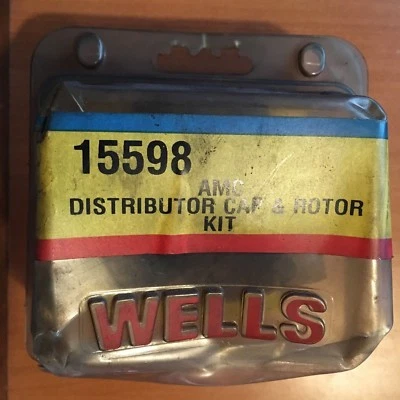 15598
AMC
DISTRIBUTOR CAP & ROTOR
KIT
WELLS